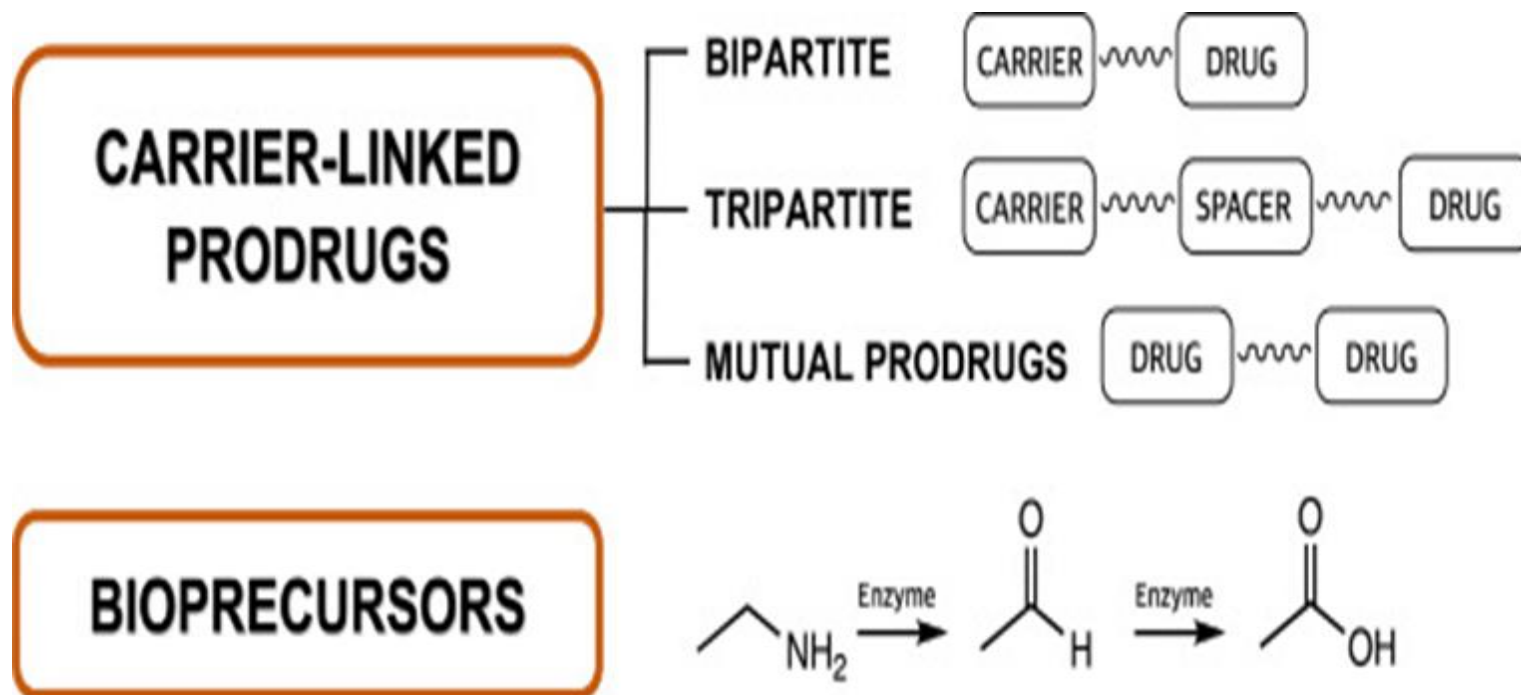 CARRIER-LINKED
PRODRUGS
BIPARTITE
CARRIER
DRUG
TRIPARTITE
CARRIER
SPACER
DRUG
MUTUAL PRODRUGS
DRUG
DRUG
BIOPRECURSORS
NH₂
Enzyme
O
H
Enzyme
O
OH